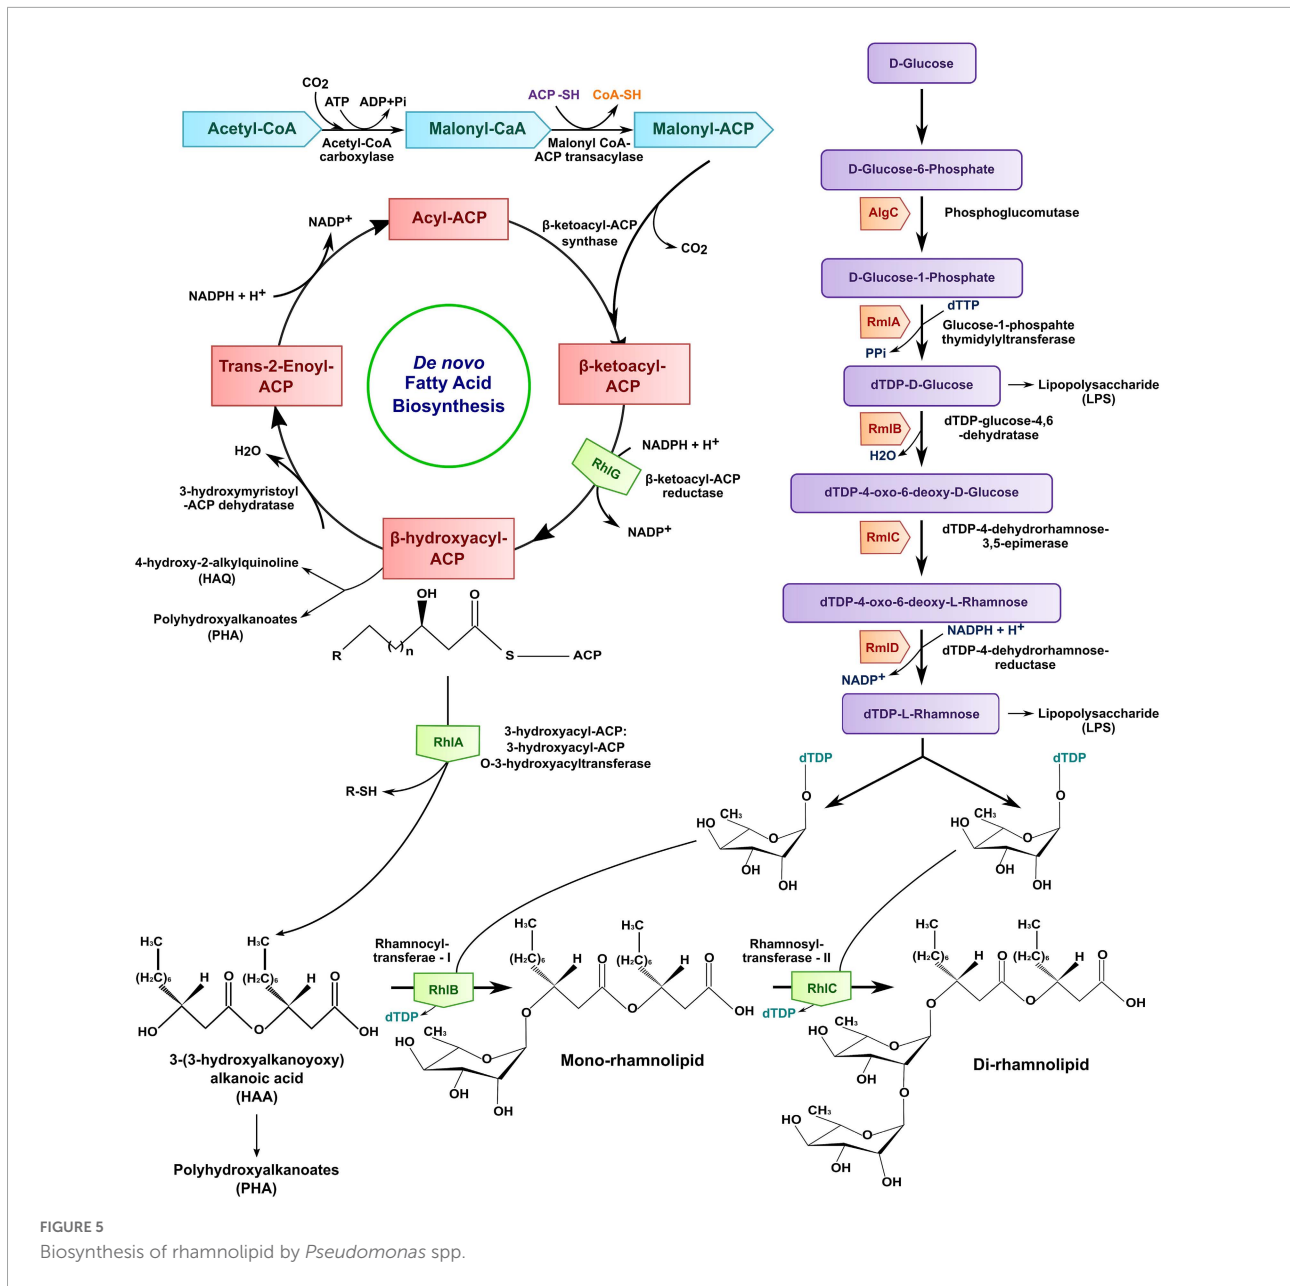 CO2
ATP
ADP+Pi
Acetyl-CoA
Acetyl-CoA
carboxylase
Malonyl-CaA
ACP -SH
CoA-SH
Malonyl CoA-
ACP transacylase
Malonyl-ACP
Acyl-ACP
β-ketoacyl-ACP
synthase
CO2
NADP+
NADPH + H+
Trans-2-Enoyl-
ACP
De novo
Fatty Acid
Biosynthesis
β-ketoacyl-
ACP
NADPH + H+
RhlG
β-ketoacyl-ACP
reductase
NADP+
H2O
3-hydroxymyristoyl
-ACP dehydratase
β-hydroxyacyl-
ACP
4-hydroxy-2-alkylquinoline
(HAQ)
Polyhydroxyalkanoates
(PHA)
OH
O
R
( )n
S
ACP
RhlA
3-hydroxyacyl-ACP:
3-hydroxyacyl-ACP
O-3-hydroxyacyltransferase
R-SH
D-Glucose
D-Glucose-6-Phosphate
AlgC
Phosphoglucomutase
D-Glucose-1-Phosphate
RmlA
dTTP
Glucose-1-phospahte
thymidylyltransferase
PPi
dTDP-D-Glucose
Lipopolysaccharide
(LPS)
RmlB
dTDP-glucose-4,6
-dehydratase
H2O
dTDP-4-oxo-6-deoxy-D-Glucose
RmlC
dTDP-4-dehydrorhamnose-
3,5-epimerase
dTDP-4-oxo-6-deoxy-L-Rhamnose
RmlD
NADPH + H+
dTDP-4-dehydrorhamnose-
reductase
NADP+
dTDP-L-Rhamnose
Lipopolysaccharide
(LPS)
dTDP
O
CH3
HO
O
OH
OH
dTDP
O
CH3
HO
O
OH
OH
H3C
(H2C)6
H
O
HO
O
H3C
(H2C)6
H
O
OH
3-(3-hydroxyalkanoyoxy)
alkanoic acid
(HAA)
Polyhydroxyalkanoates
(PHA)
Rhamnocyl-
transferae - I
RhlB
dTDP
H3C
(H2C)6
H
O
O
O
H3C
(H2C)6
H
O
OH
CH3
HO
O
OH
OH
Mono-rhamnolipid
Rhamnosyl-
transferase - II
RhlC
dTDP
H3C
(H2C)6
H
O
O
O
H3C
(H2C)6
H
O
OH
CH3
HO
O
OH
O
CH3
HO
O
OH
OH
Di-rhamnolipid
FIGURE 5
Biosynthesis of rhamnolipid by Pseudomonas spp.